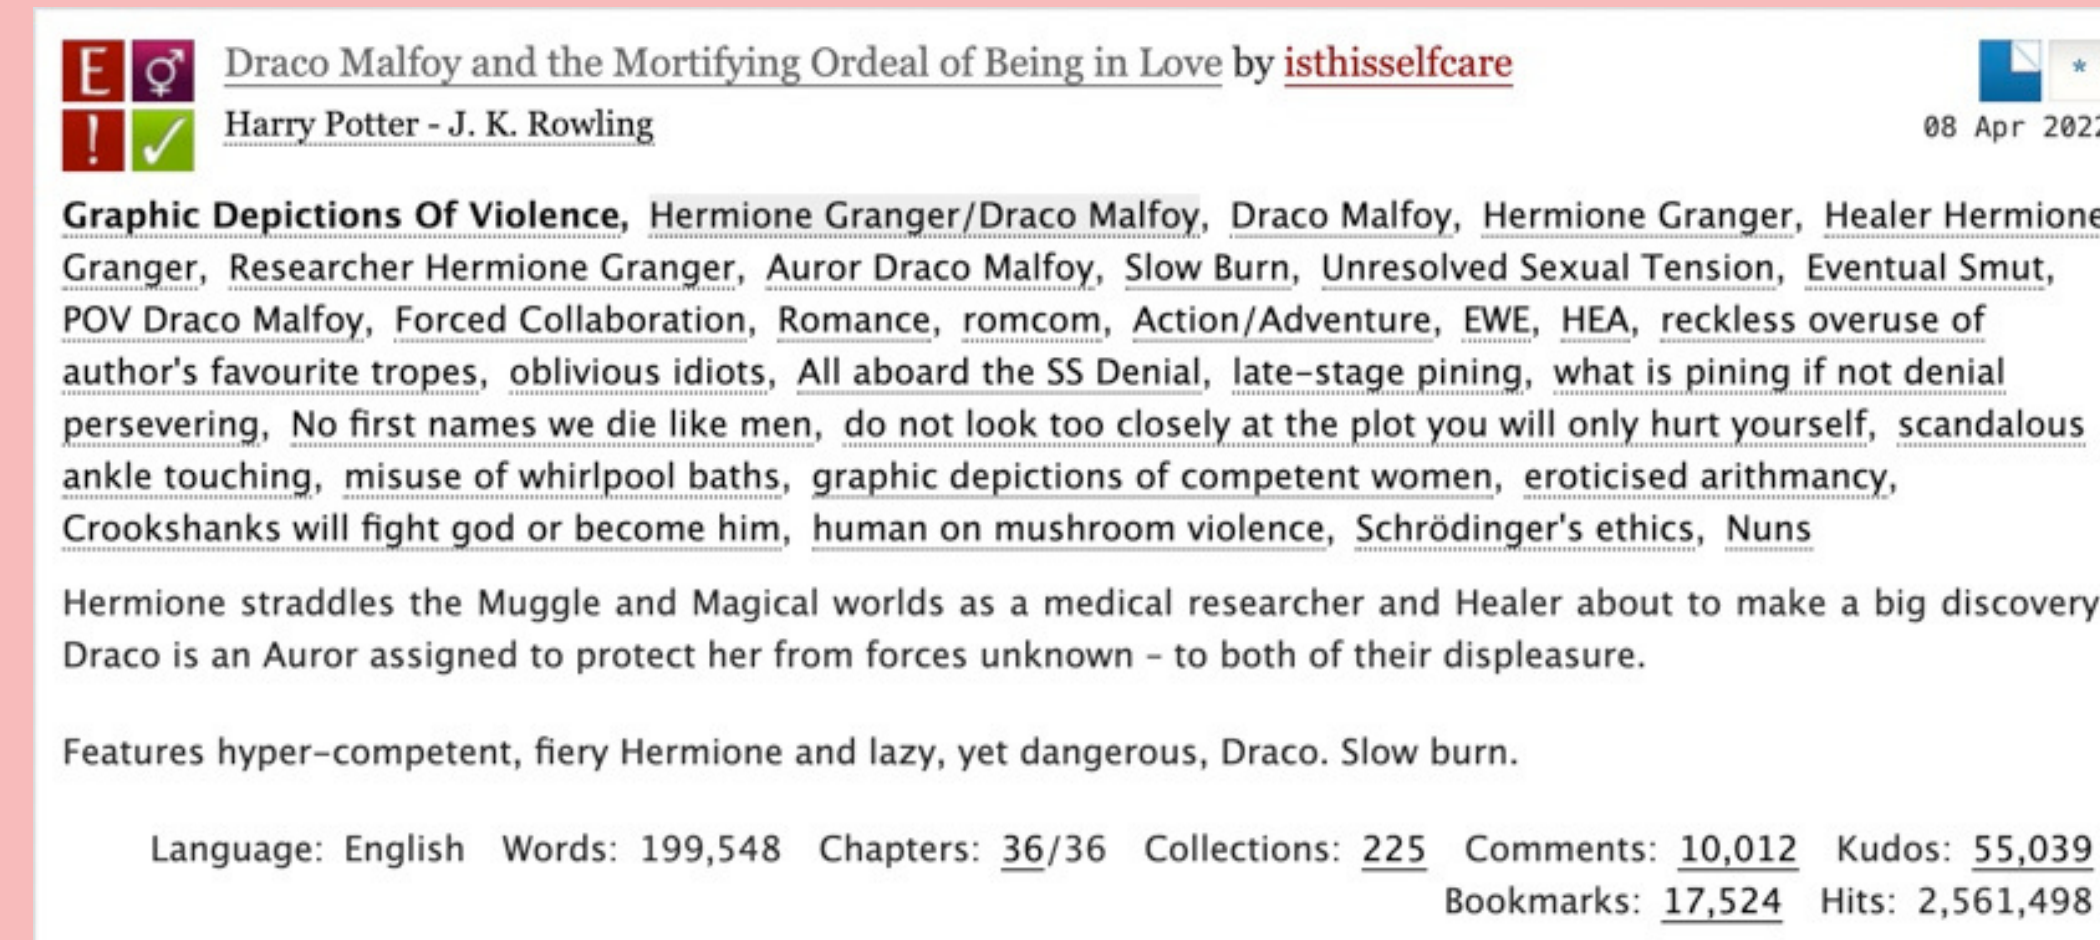 E ⚥ Draco Malfoy and the Mortifying Ordeal of Being in Love by isthisselfcare *
! ✓ Harry Potter - J. K. Rowling 08 Apr 2022
Graphic Depictions Of Violence, Hermione Granger/Draco Malfoy, Draco Malfoy, Hermione Granger, Healer Hermione
Granger, Researcher Hermione Granger, Auror Draco Malfoy, Slow Burn, Unresolved Sexual Tension, Eventual Smut,
POV Draco Malfoy, Forced Collaboration, Romance, romcom, Action/Adventure, EWE, HEA, reckless overuse of
author's favourite tropes, oblivious idiots, All aboard the SS Denial, late-stage pining, what is pining if not denial
persevering, No first names we die like men, do not look too closely at the plot you will only hurt yourself, scandalous
ankle touching, misuse of whirlpool baths, graphic depictions of competent women, eroticised arithmancy,
Crookshanks will fight god or become him, human on mushroom violence, Schrödinger's ethics, Nuns
Hermione straddles the Muggle and Magical worlds as a medical researcher and Healer about to make a big discovery
Draco is an Auror assigned to protect her from forces unknown – to both of their displeasure.
Features hyper-competent, fiery Hermione and lazy, yet dangerous, Draco. Slow burn.
Language: English Words: 199,548 Chapters: 36/36 Collections: 225 Comments: 10,012 Kudos: 55,039
Bookmarks: 17,524 Hits: 2,561,498